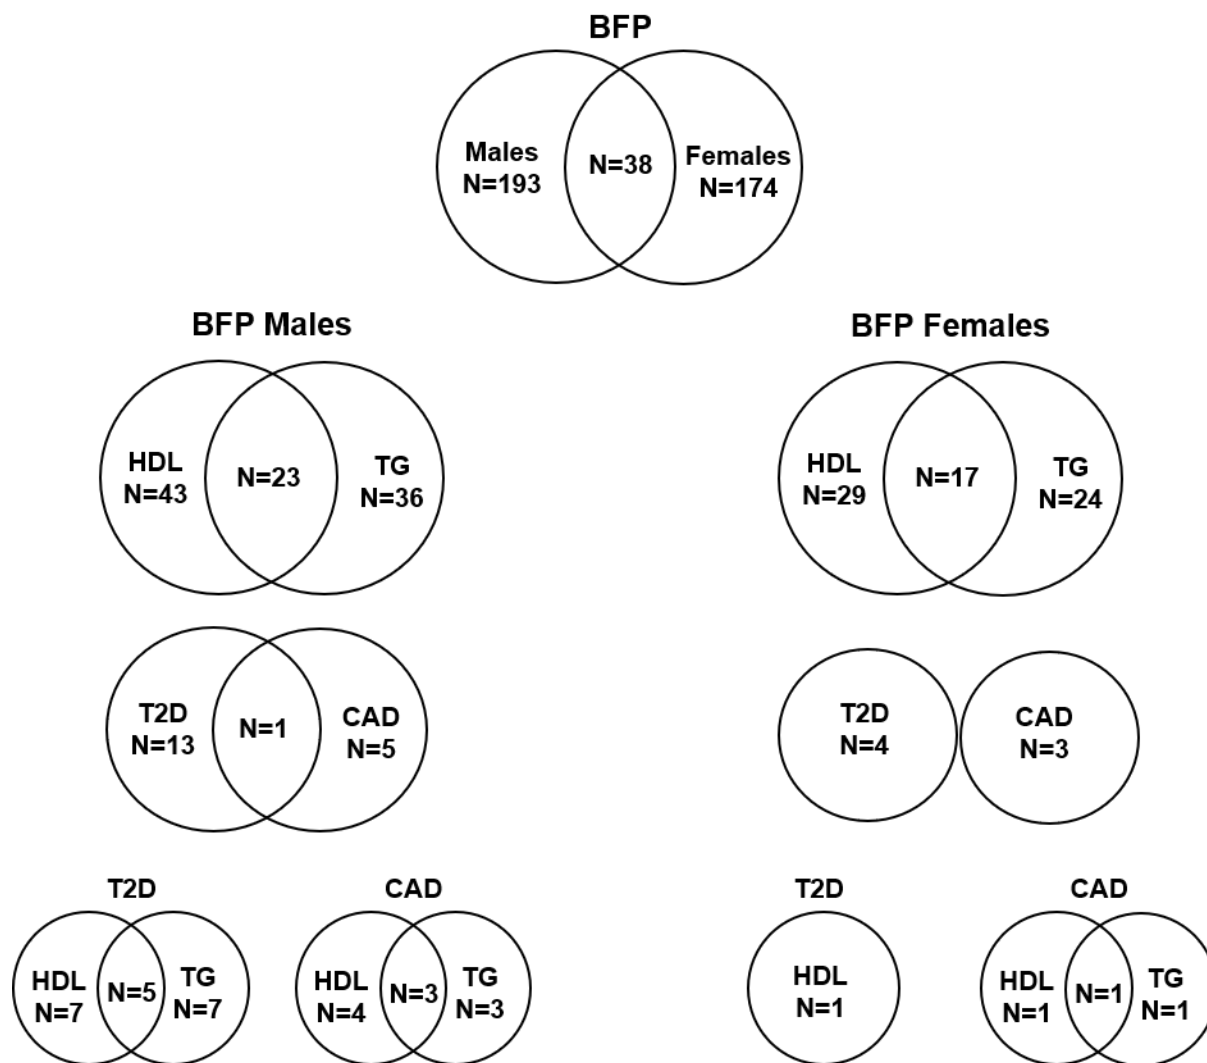 BFP
Males
N=193
N=38
Females
N=174
BFP Males
BFP Females
HDL
N=43
N=23
TG
N=36
HDL
N=29
N=17
TG
N=24
T2D
N=13
N=1
CAD
N=5
T2D
N=4
CAD
N=3
T2D
CAD
T2D
CAD
HDL
N=7
N=5
TG
N=7
HDL
N=4
N=3
TG
N=3
HDL
N=1
HDL
N=1
N=1
TG
N=1